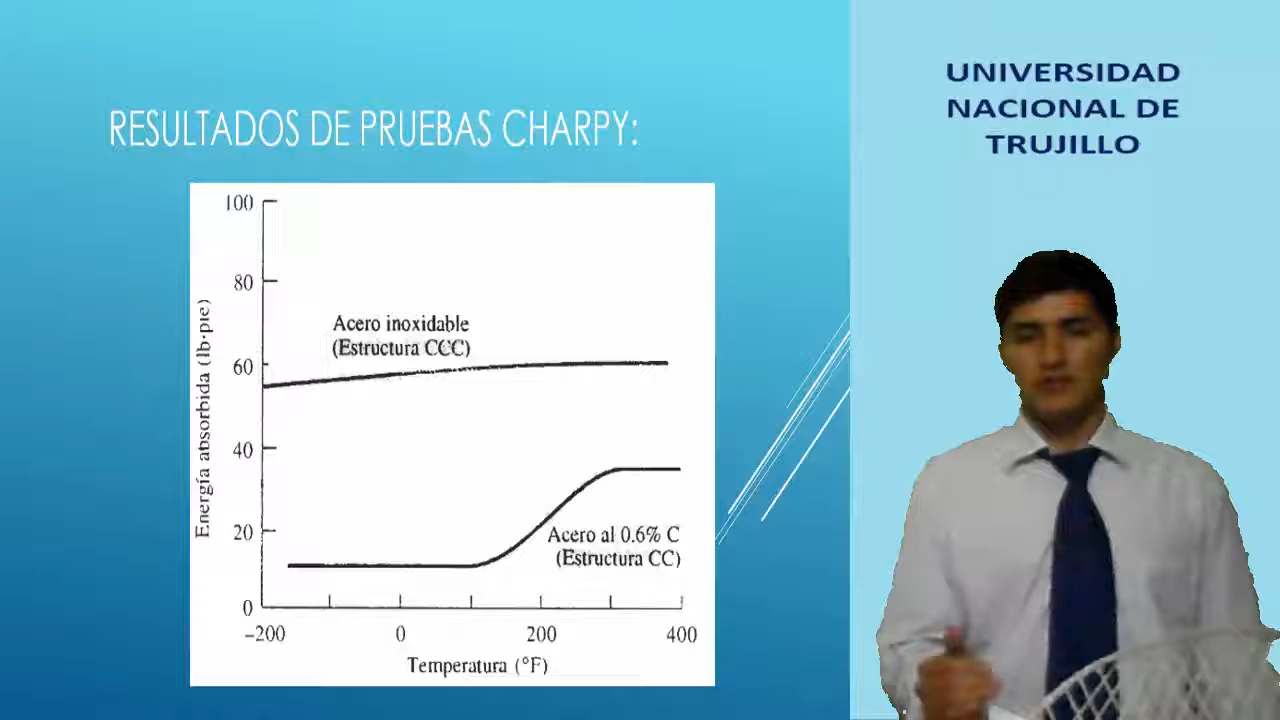 RESULTADOS DE PRUEBAS CHARPY:
UNIVERSIDAD
NACIONAL DE
TRUJILLO
100
80
60
40
20
0
Energía absorbida (lb·pie)
Acero inoxidable
(Estructura CCC)
Acero al 0.6% C
(Estructura CC)
-200
0
200
400
Temperatura (°F)